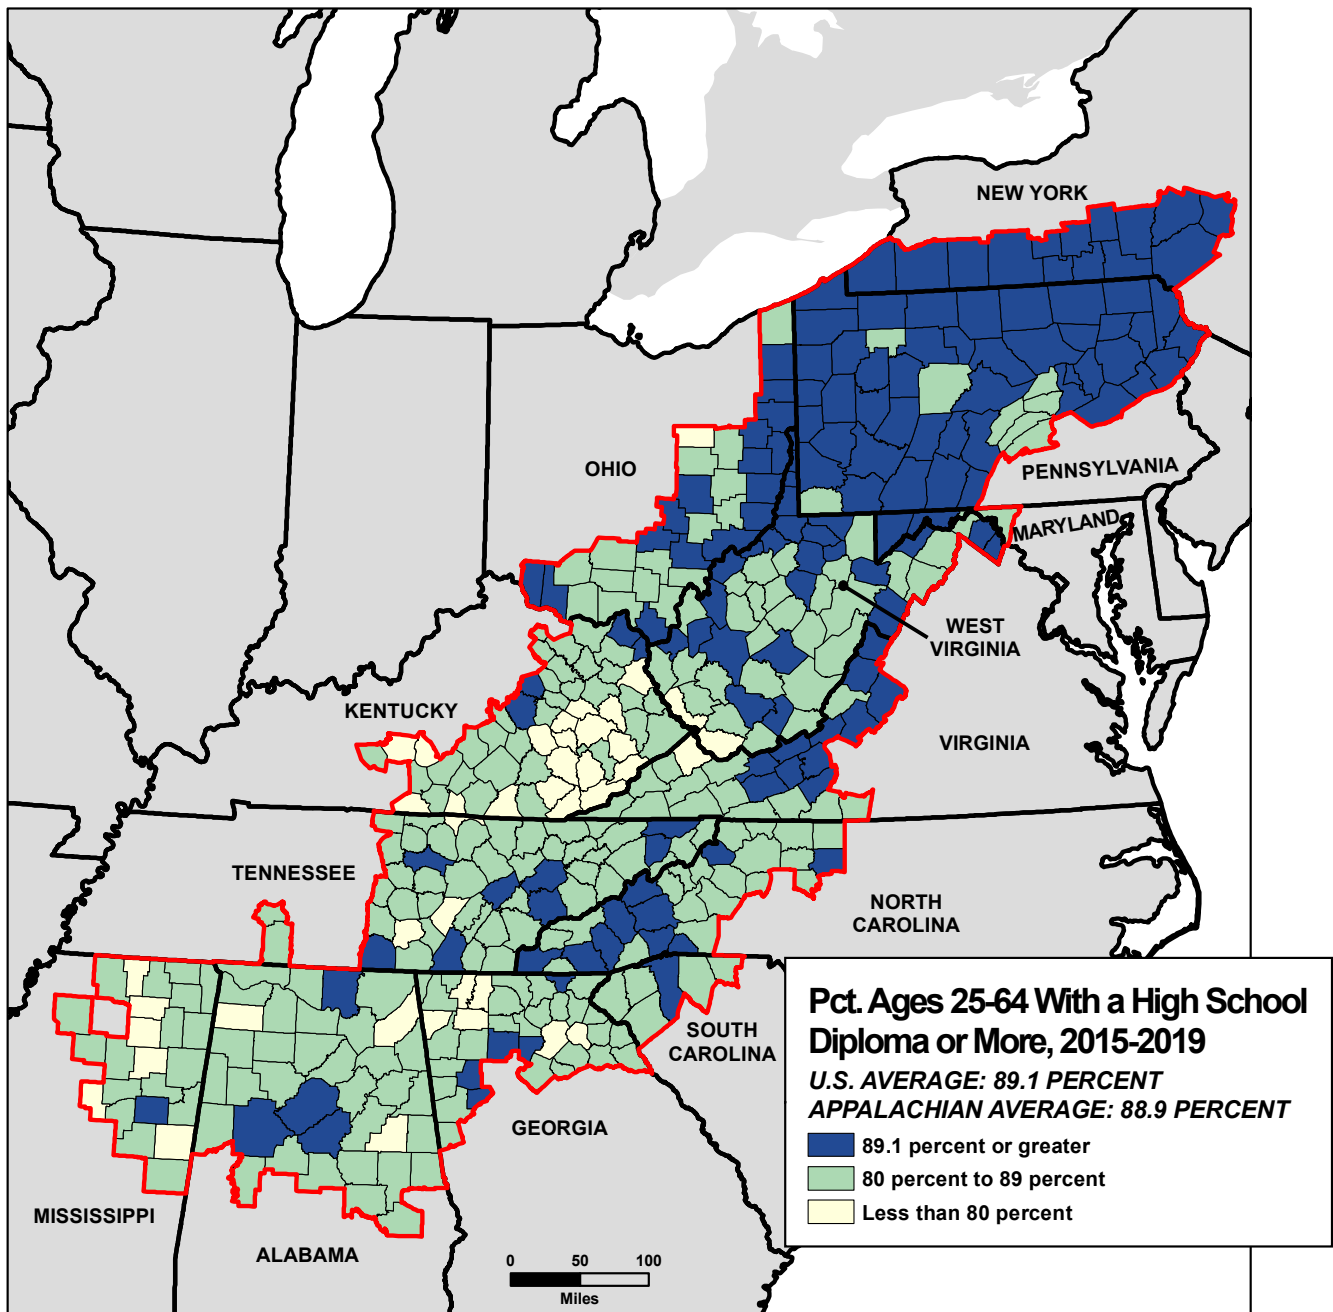 NEW YORK
OHIO
PENNSYLVANIA
MARYLAND
WEST
VIRGINIA
KENTUCKY
VIRGINIA
TENNESSEE
NORTH
CAROLINA
SOUTH
CAROLINA
GEORGIA
MISSISSIPPI
ALABAMA
Pct. Ages 25-64 With a High School
Diploma or More, 2015-2019
U.S. AVERAGE: 89.1 PERCENT
APPALACHIAN AVERAGE: 88.9 PERCENT
89.1 percent or greater
80 percent to 89 percent
Less than 80 percent
0 50 100
Miles